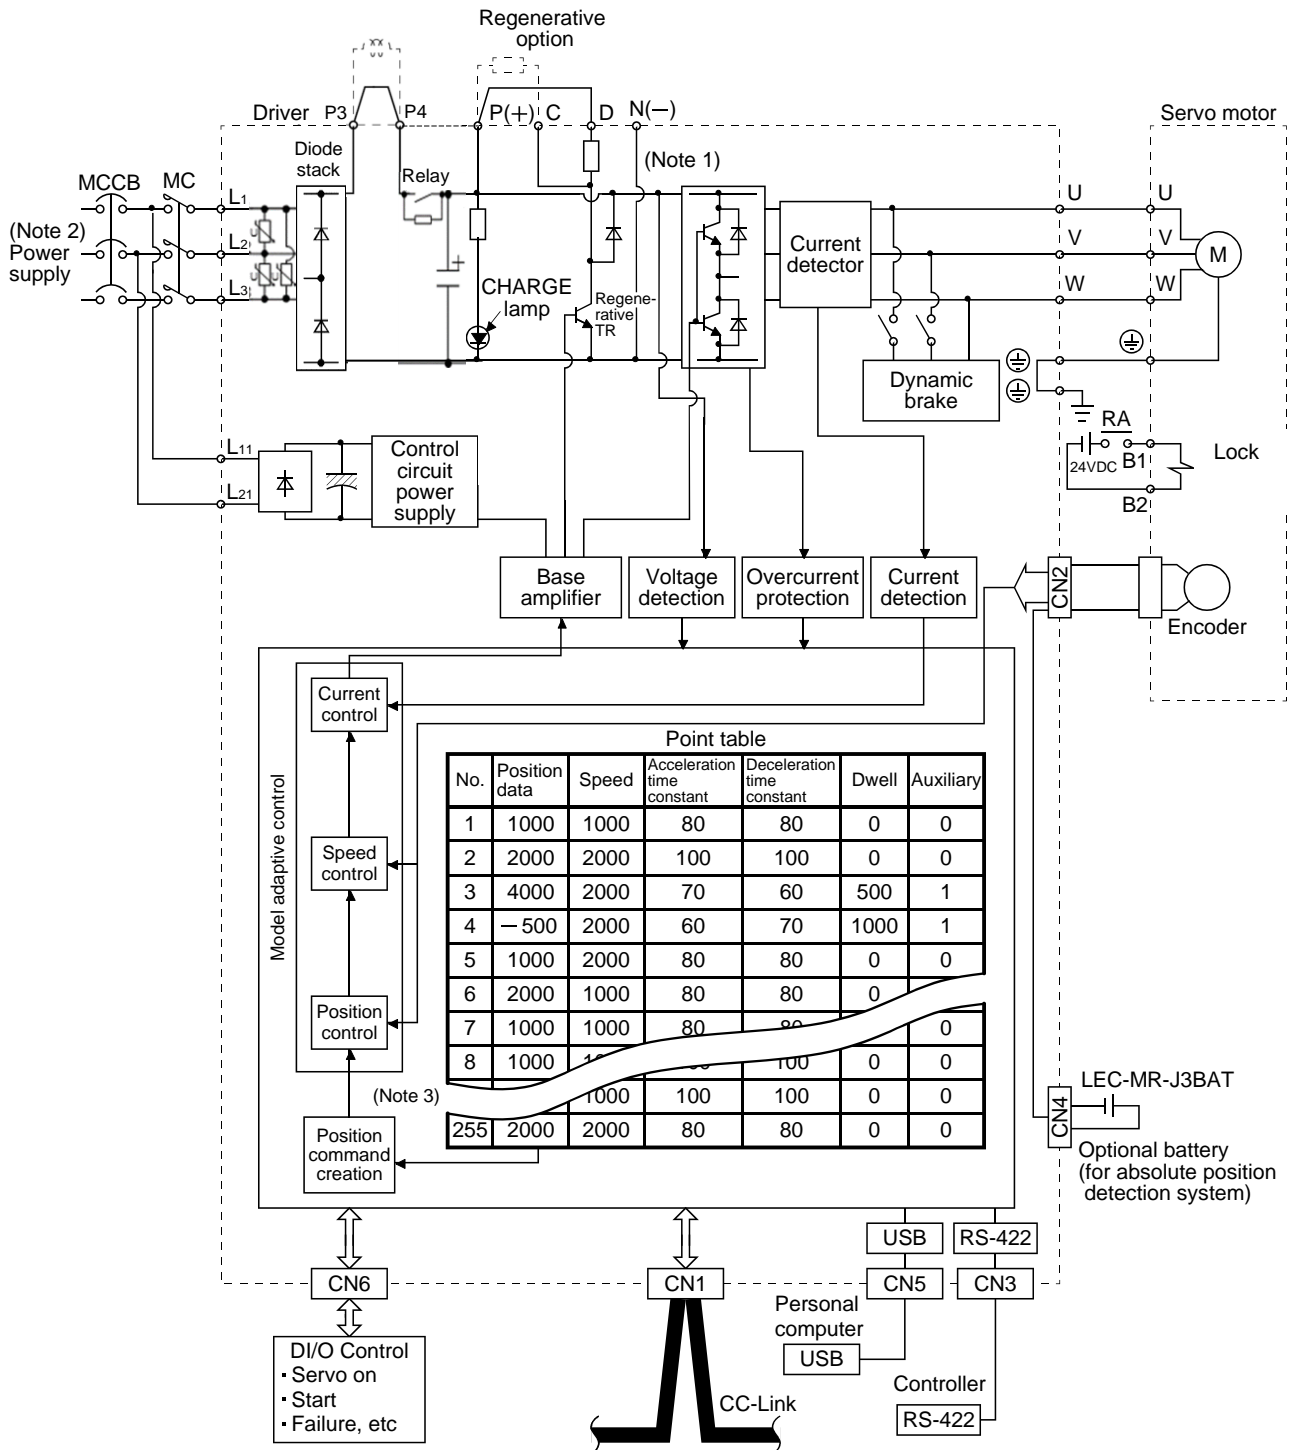 Regenerative
option
Driver
P3
P4
P(+)
C
D
N(−)
Servo motor
Diode
stack
Relay
(Note 1)
MCCB
MC
L1
L2
L3
(Note 2)
Power
supply
CHARGE
lamp
Regene-
rative
TR
Current
detector
U
V
W
U
V
W
M
Dynamic
brake
RA
24VDC
B1
B2
Lock
L11
L21
Control
circuit
power
supply
Base
amplifier
Voltage
detection
Overcurrent
protection
Current
detection
CN2
Encoder
Model adaptive control
Current
control
Speed
control
Position
control
Point table
No. Position data Speed Acceleration time constant Deceleration time constant Dwell Auxiliary
1 1000 1000 80 80 0 0
2 2000 2000 100 100 0 0
3 4000 2000 70 60 500 1
4 −500 2000 60 70 1000 1
5 1000 2000 80 80 0 0
6 2000 1000 80 80 0
7 1000 1000 80 80 0
8 1000 100 0 0
1000 100 100 0 0
255 2000 2000 80 80 0 0
(Note 3)
Position
command
creation
CN4
LEC-MR-J3BAT
Optional battery
(for absolute position
detection system)
USB
RS-422
CN6
CN1
CN5
CN3
DI/O Control
· Servo on
· Start
· Failure, etc
CC-Link
Personal
computer
USB
Controller
RS-422